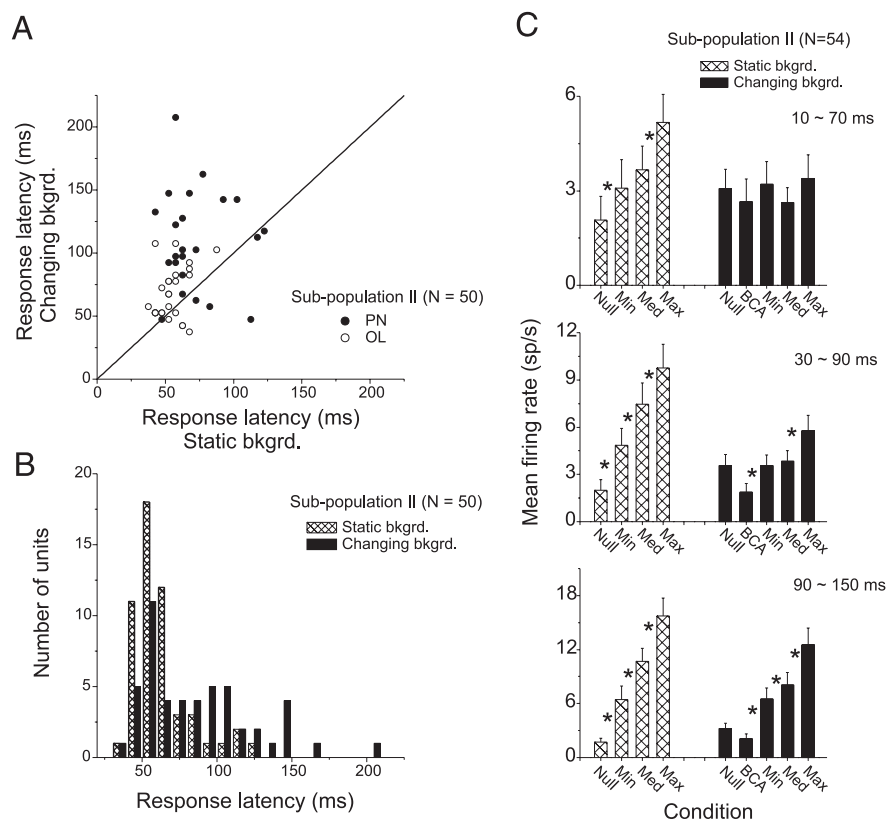 A
Response latency (ms)
Changing bkgrd.
200
150
100
50
0
Sub-population II (N = 50)
PN
OL
0
50
100
150
200
Response latency (ms)
Static bkgrd.
B
Number of units
20
15
10
5
0
Sub-population II (N = 50)
Static bkgrd.
Changing bkgrd.
50
100
150
200
Response latency (ms)
C
Sub-population II (N=54)
Static bkgrd.
Changing bkgrd.
Mean firing rate (sp/s)
10 ~ 70 ms
6
3
0
*
*
Null
Min
Med
Max
Null
BCA
Min
Med
Max
30 ~ 90 ms
12
9
6
3
0
*
*
*
*
*
Null
Min
Med
Max
Null
BCA
Min
Med
Max
90 ~ 150 ms
18
12
6
0
*
*
*
*
*
*
Null
Min
Med
Max
Null
BCA
Min
Med
Max
Condition